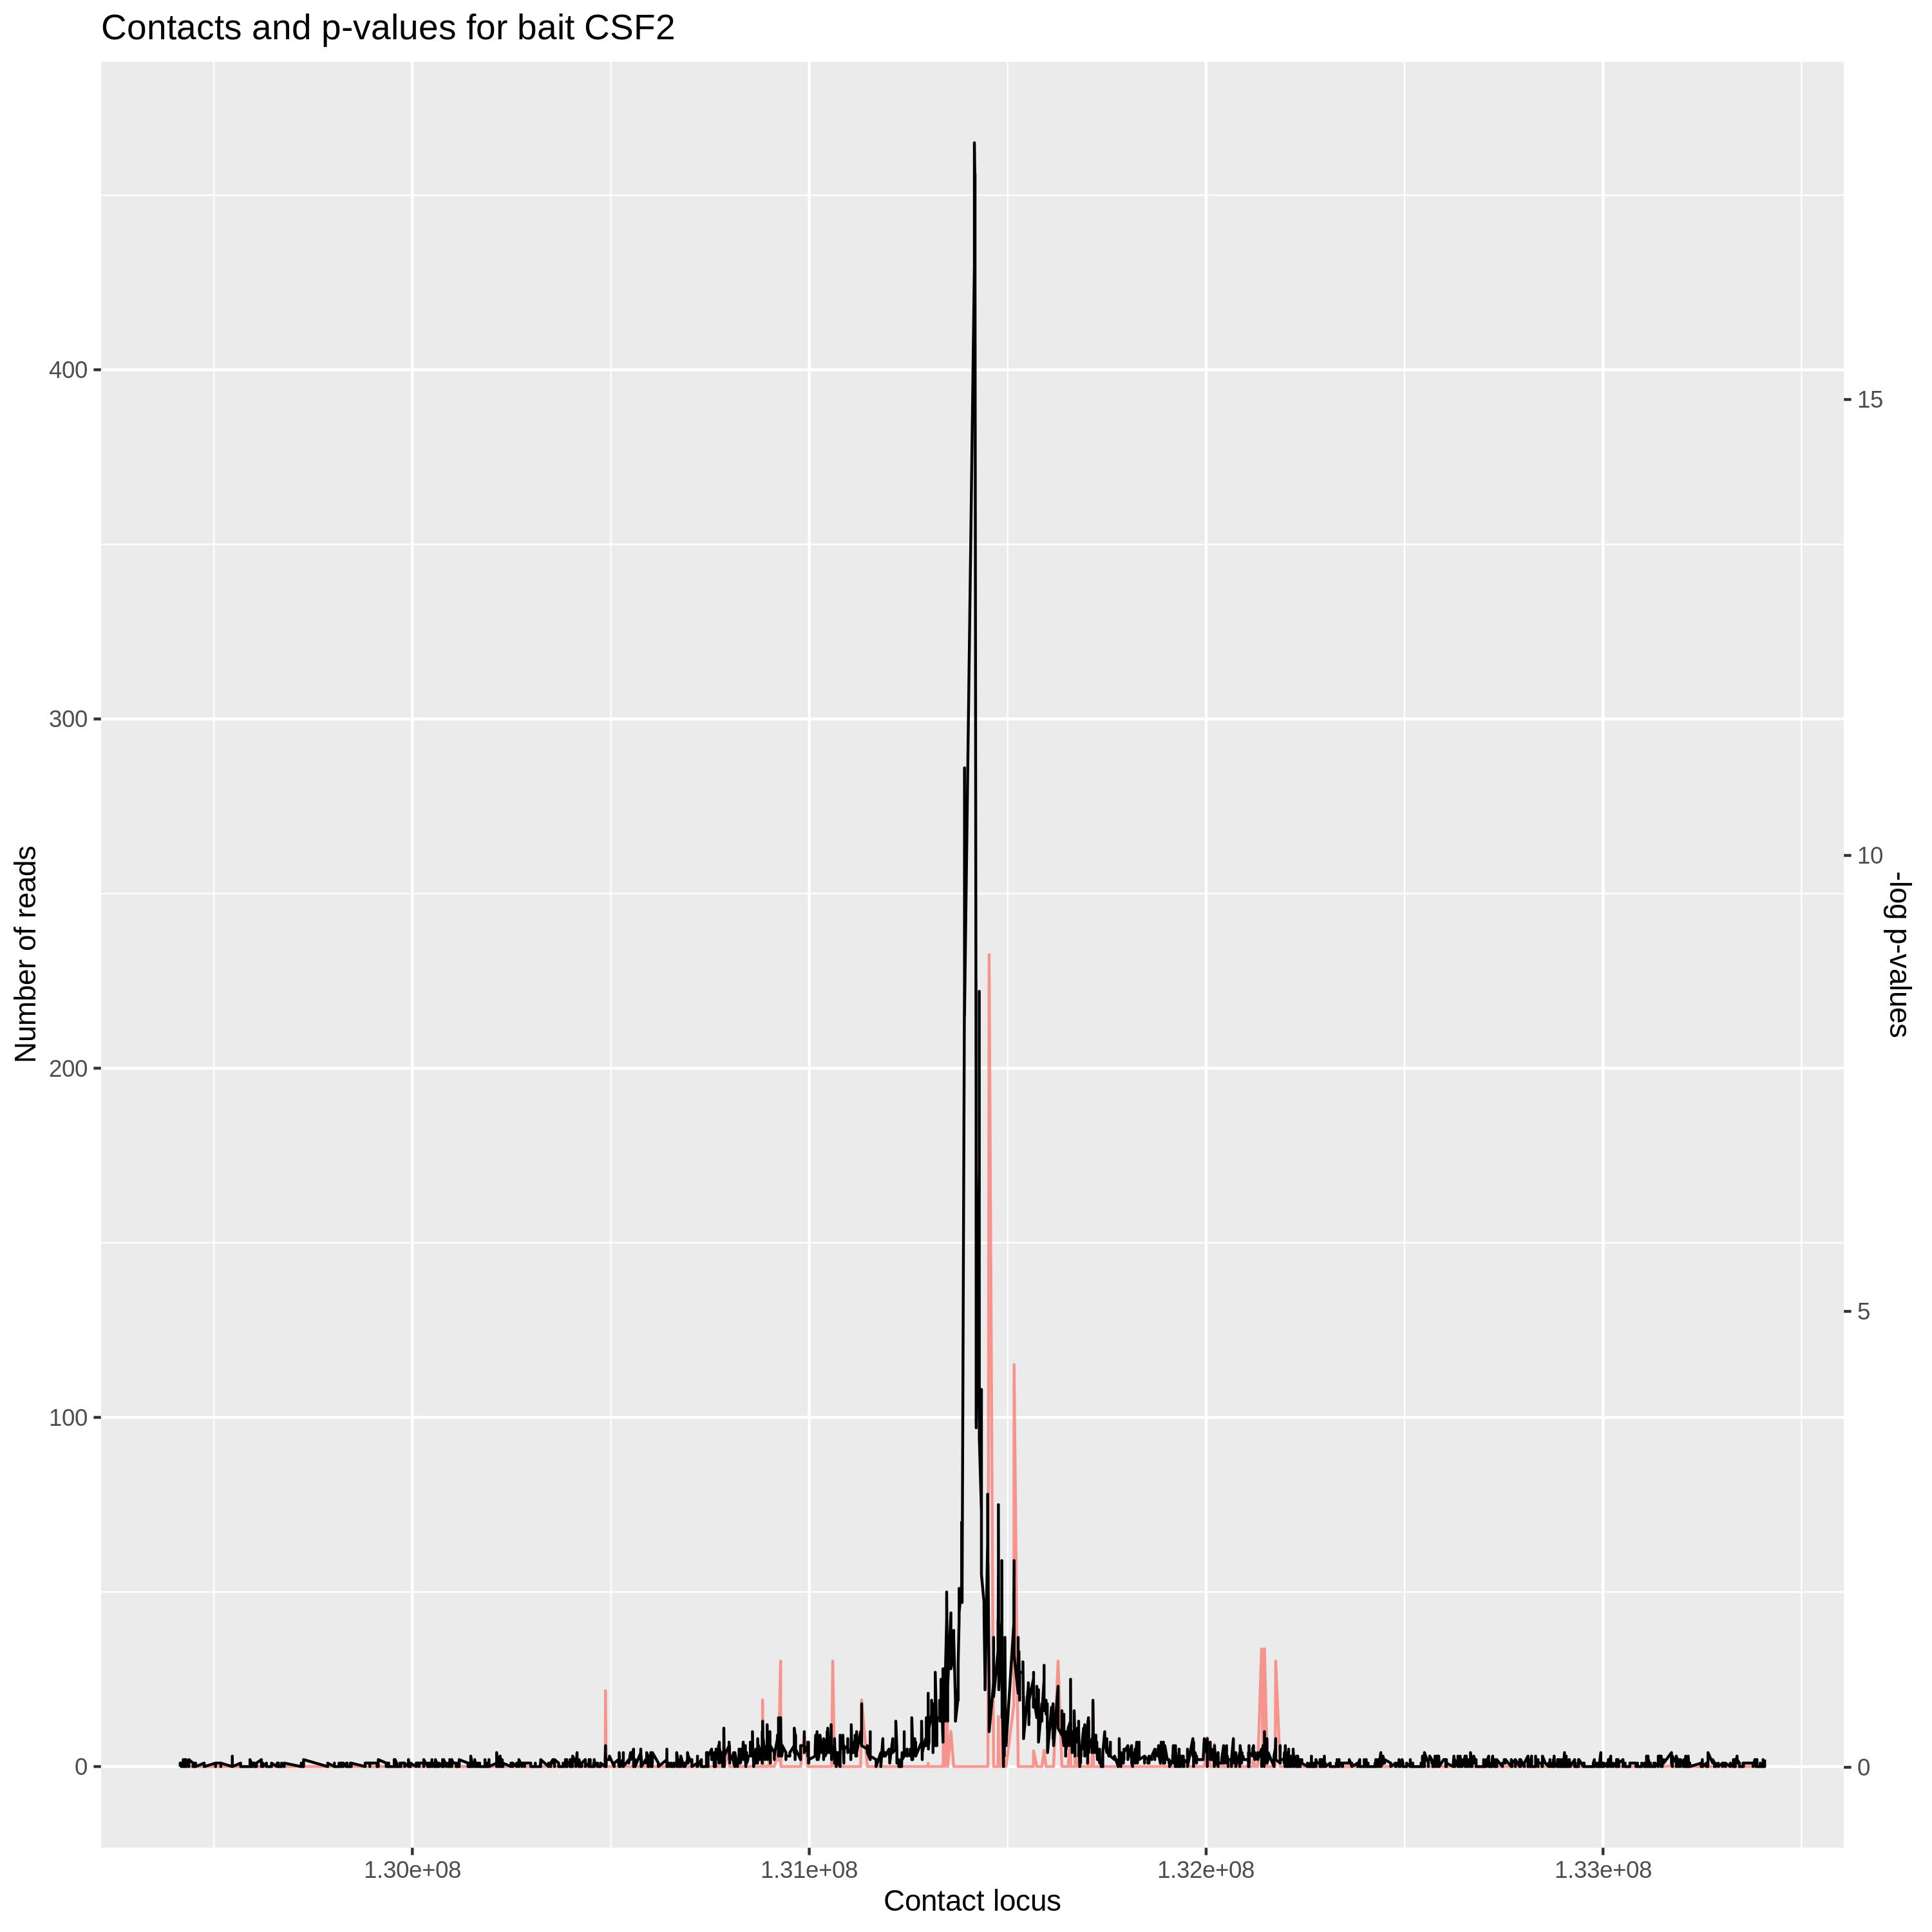 Contacts and p-values for bait CSF2
Number of reads
400
300
200
100
0
15
10
5
0
-log p-values
1.30e+08
1.31e+08
1.32e+08
1.33e+08
Contact locus